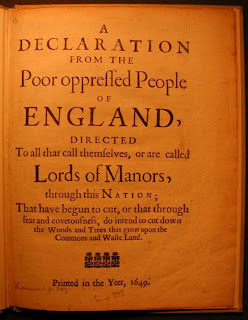 A
DECLARATION
FROM THE
Poor oppreſſed People
OF
ENGLAND,
DIRECTED
To all that call themſelves, or are called
Lords of Manors,
through this NATION;
That have begun to cut, or that through
fear and covetouſneſs, do intend to cut down
the Woods and Trees that grow upon the
Commons and Waſte Land.
Printed in the Yeer, 1649.